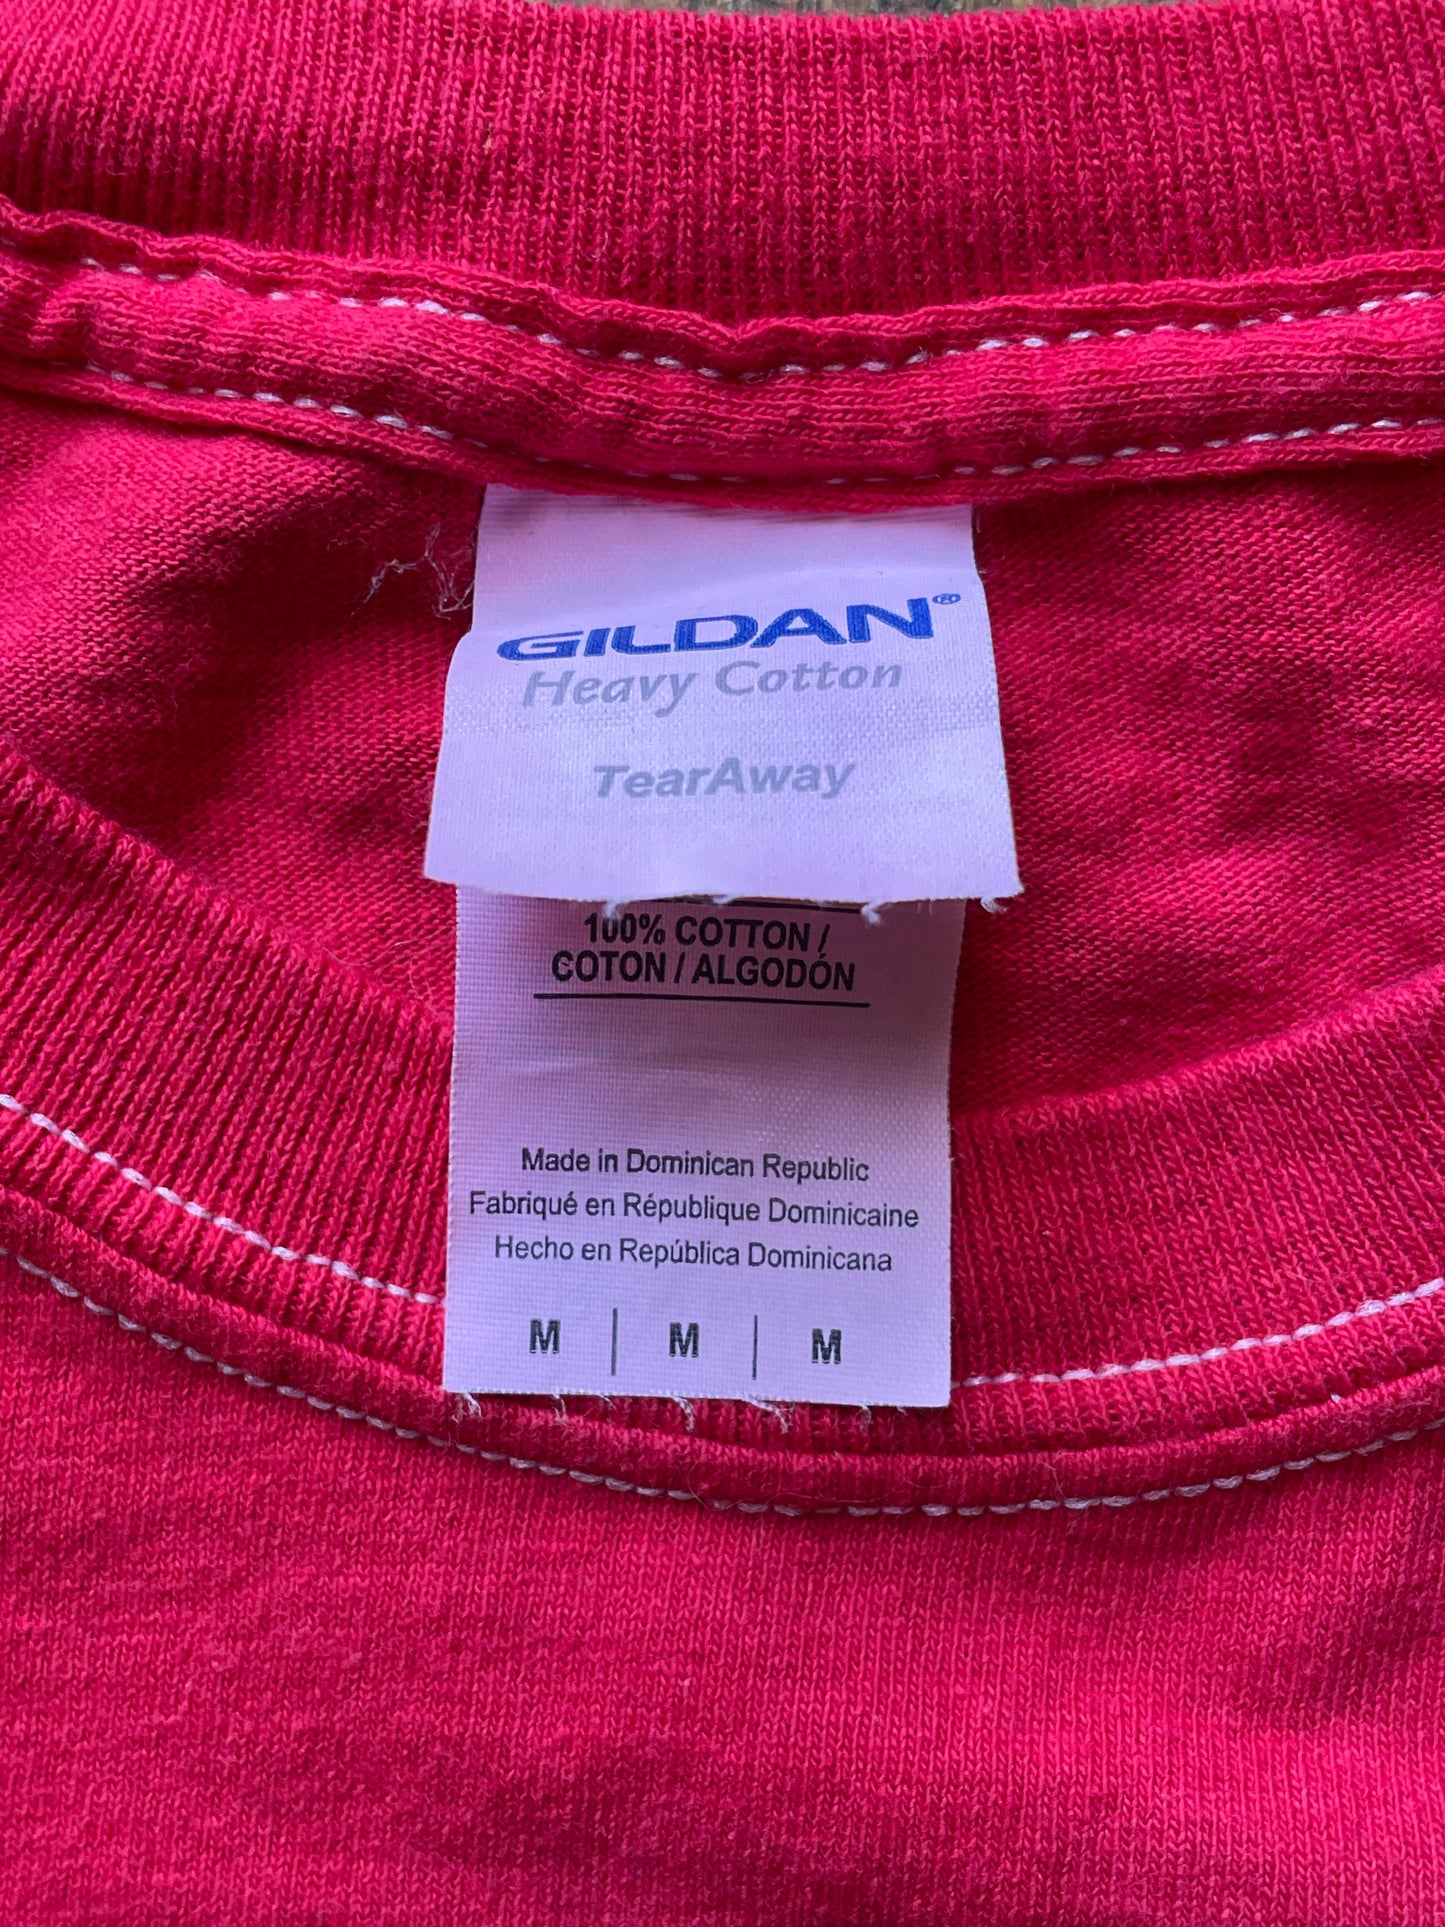 GILDAN®
Heavy Cotton
TearAway
100% COTTON /
COTON / ALGODÓN
Made in Dominican Republic
Fabriqué en République Dominicaine
Hecho en República Dominicana
M | M | M